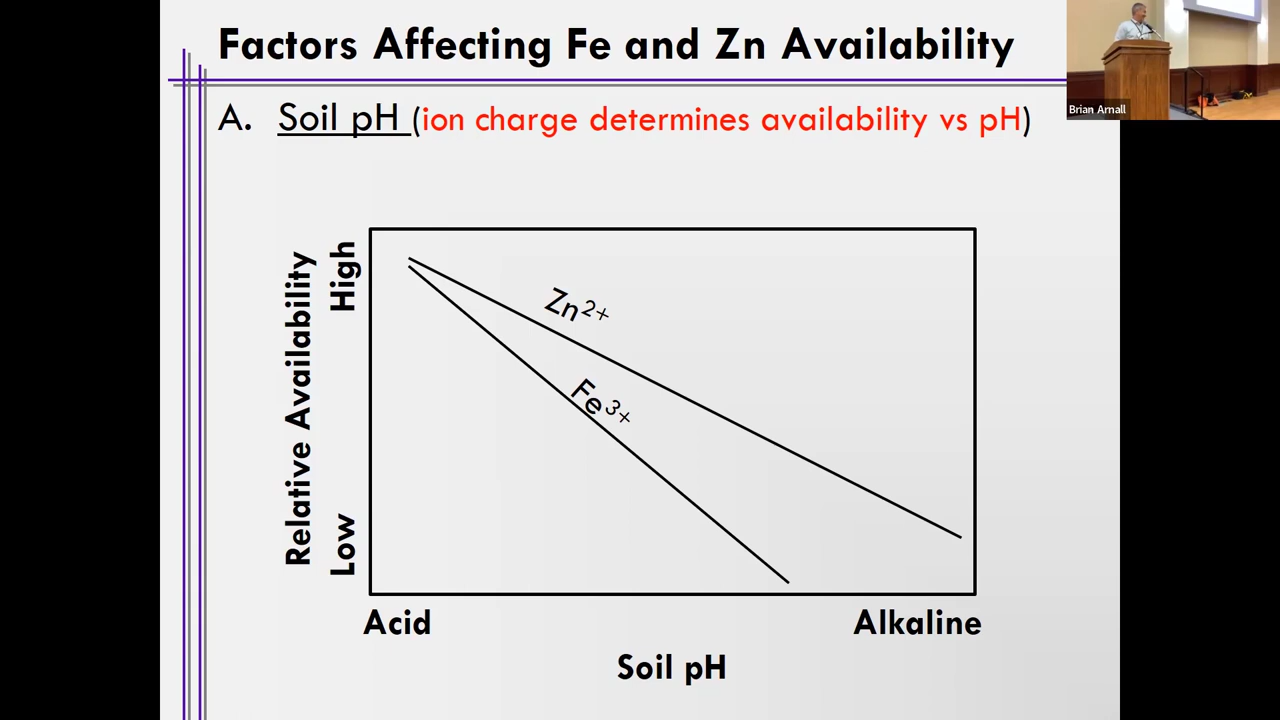 Factors Affecting Fe and Zn Availability
A. Soil pH (ion charge determines availability vs pH)
Brian Arnall
Relative Availability
High
Low
Zn2+
Fe3+
Acid
Alkaline
Soil pH